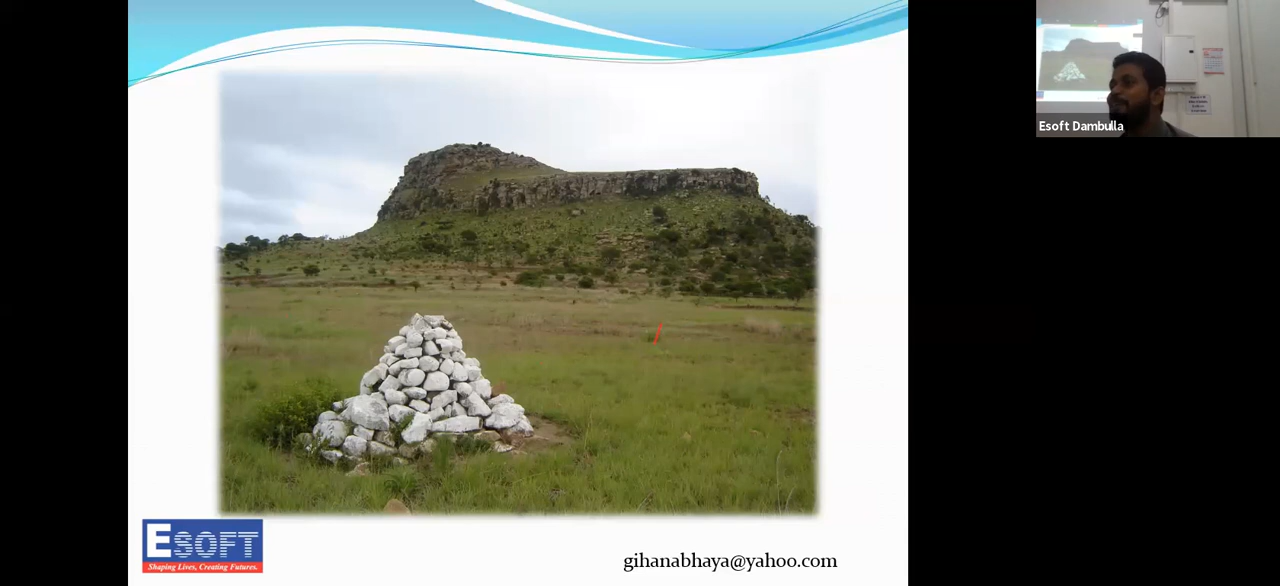 Esoft Dambulla
ESOFT
Shaping Lives, Creating Futures.
gihanabhaya@yahoo.com